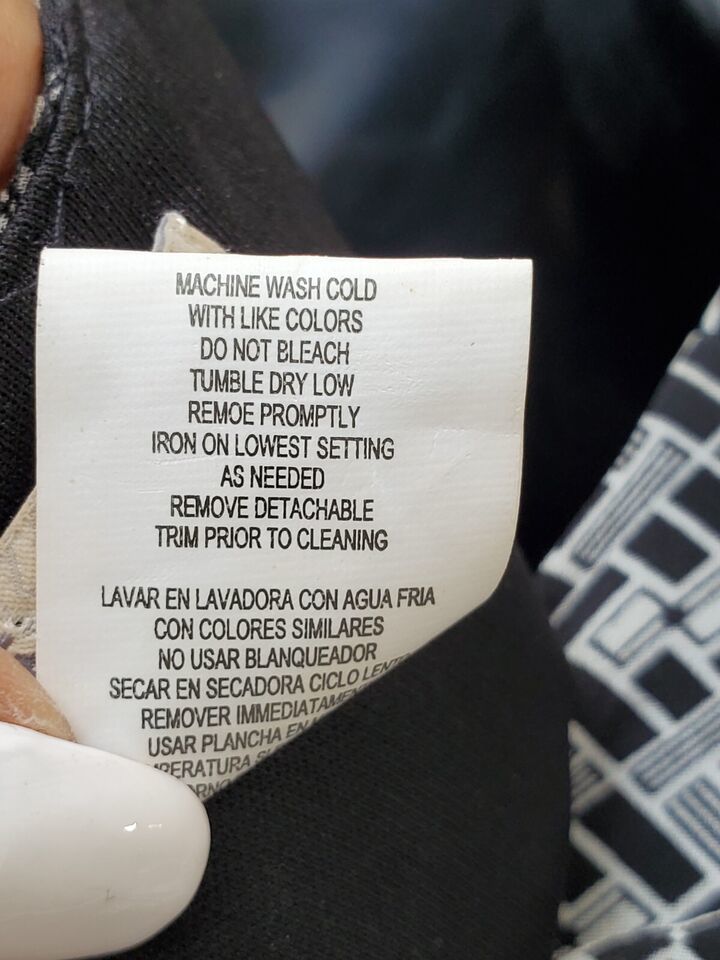 MACHINE WASH COLD
WITH LIKE COLORS
DO NOT BLEACH
TUMBLE DRY LOW
REMOE PROMPTLY
IRON ON LOWEST SETTING
AS NEEDED
REMOVE DETACHABLE
TRIM PRIOR TO CLEANING
LAVAR EN LAVADORA CON AGUA FRIA
CON COLORES SIMILARES
NO USAR BLANQUEADOR
SECAR EN SECADORA CICLO
REMOVER
USAR PLANCHA